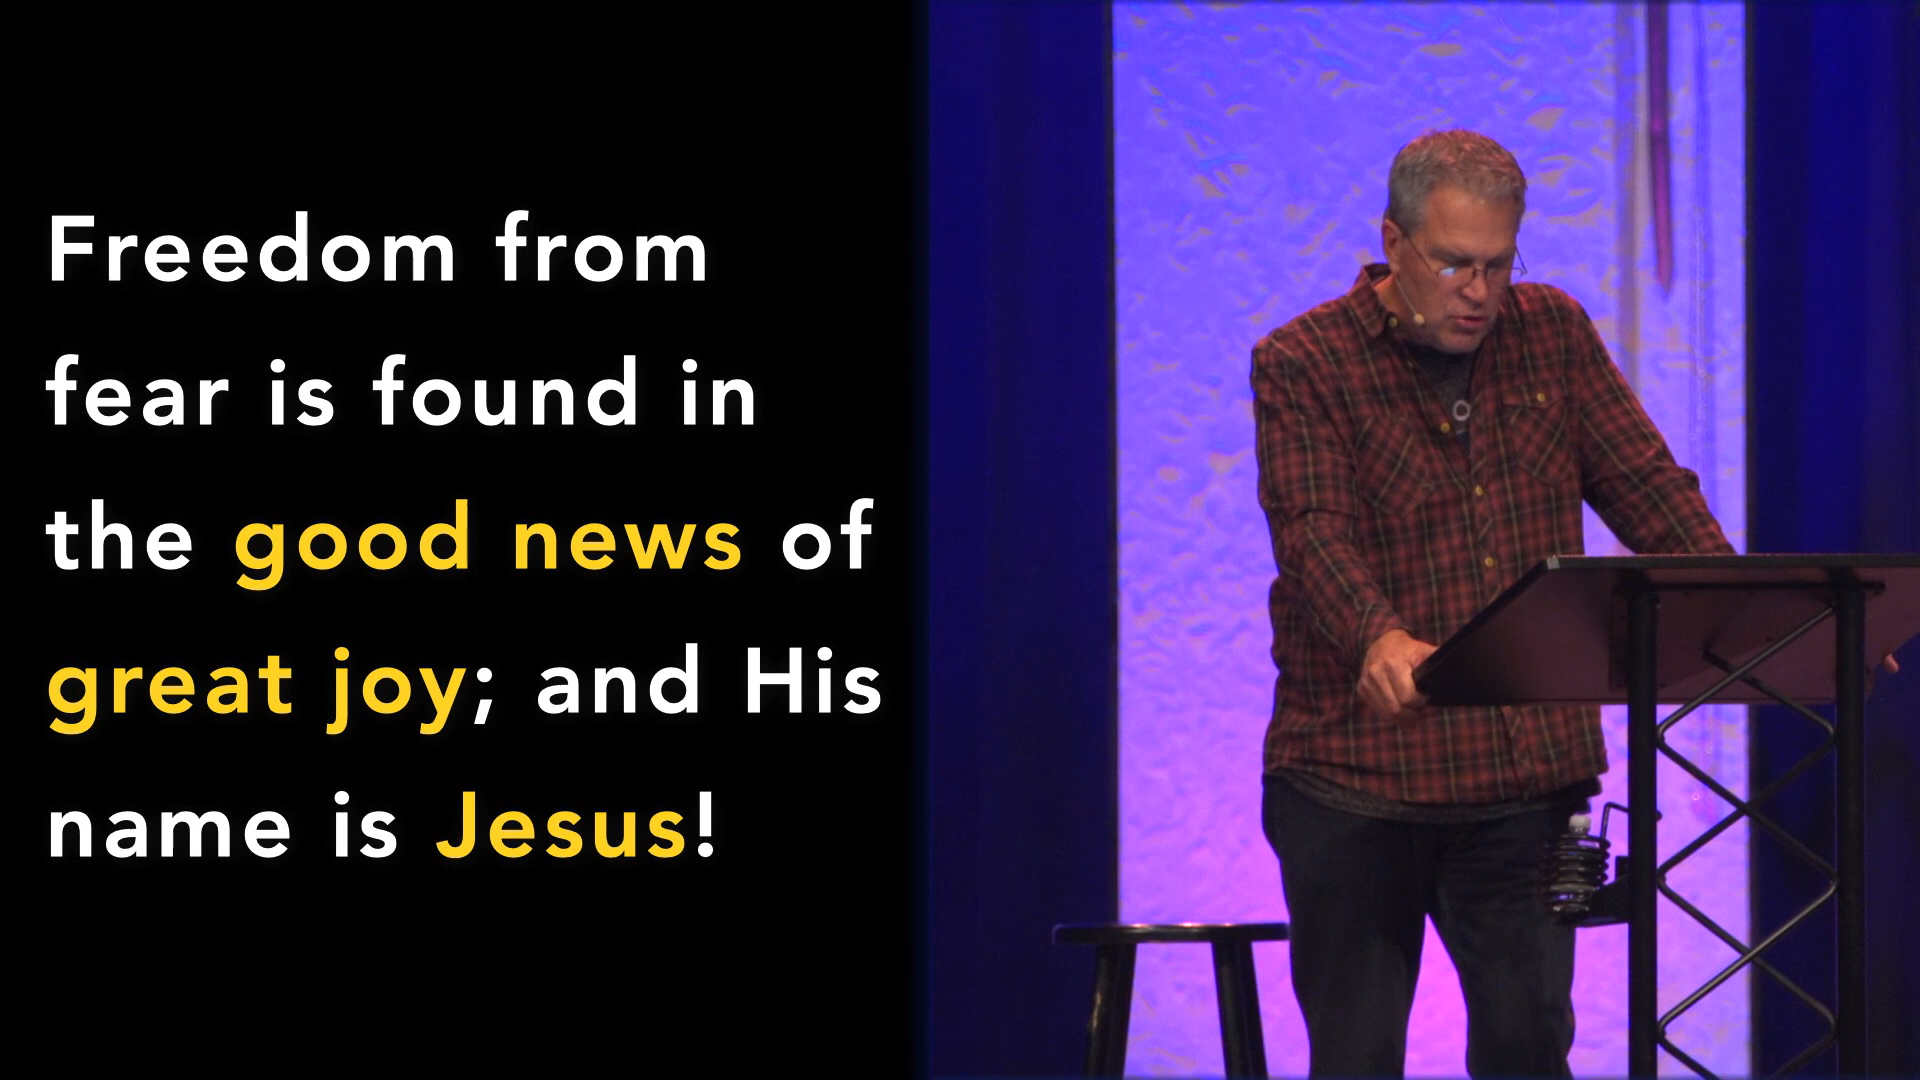 Freedom from
fear is found in
the good news of
great joy; and His
name is Jesus!